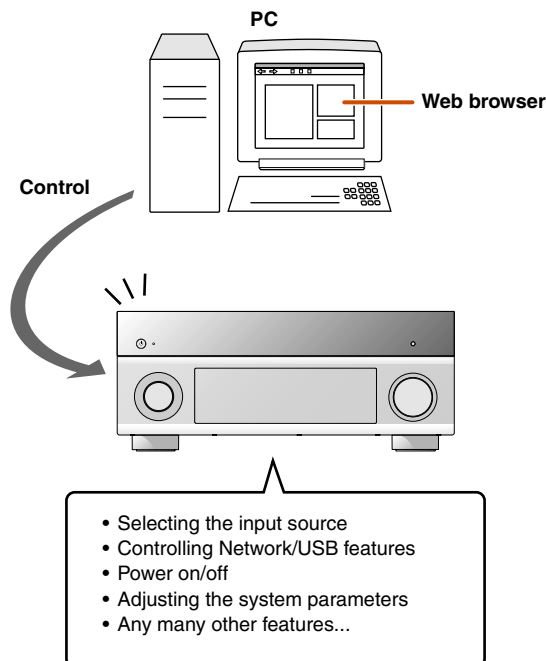 PC
Web browser
Control
• Selecting the input source
• Controlling Network/USB features
• Power on/off
• Adjusting the system parameters
• Any many other features...